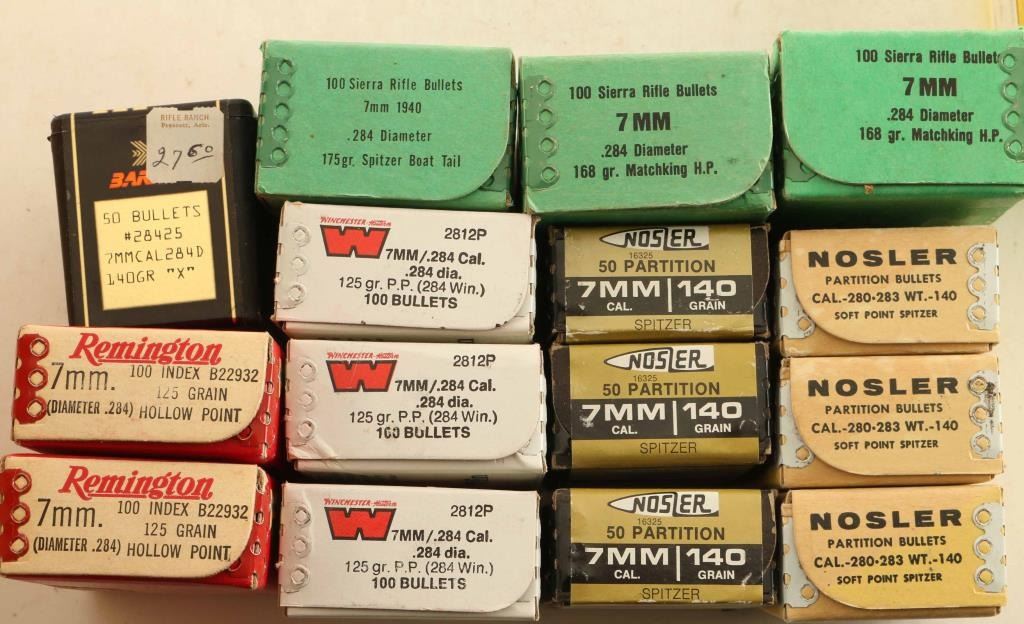 RIFLE RANCH
Prescott, Ariz.
27 50
50 BULLETS
#28425
7MMCAL284D
140GR "X"
100 Sierra Rifle Bullets
7mm 1940
.284 Diameter
175gr. Spitzer Boat Tail
100 Sierra Rifle Bullets
7MM
.284 Diameter
168 gr. Matchking H.P.
100 Sierra Rifle Bullets
7MM
.284 Diameter
168 gr. Matchking H.P.
WINCHESTER-Western
W
2812P
7MM/.284 Cal.
.284 dia.
125 gr. P.P. (284 Win.)
100 BULLETS
NOSLER
16325
50 PARTITION
7MM 140
CAL. GRAIN
SPITZER
NOSLER
PARTITION BULLETS
CAL.-280·283 WT.-140
SOFT POINT SPITZER
Remington
7mm. 100 INDEX B22932
125 GRAIN
(DIAMETER .284) HOLLOW POINT
WINCHESTER-Western
W
2812P
7MM/.284 Cal.
.284 dia.
125 gr. P.P. (284 Win.)
100 BULLETS
NOSLER
16325
50 PARTITION
7MM 140
CAL. GRAIN
SPITZER
NOSLER
PARTITION BULLETS
CAL.-280·283 WT.-140
SOFT POINT SPITZER
Remington
7mm. 100 INDEX B22932
125 GRAIN
(DIAMETER .284) HOLLOW POINT
WINCHESTER-Western
W
2812P
7MM/.284 Cal.
.284 dia.
125 gr. P.P. (284 Win.)
100 BULLETS
NOSLER
16325
50 PARTITION
7MM 140
CAL. GRAIN
SPITZER
NOSLER
PARTITION BULLETS
CAL.-280·283 WT.-140
SOFT POINT SPITZER